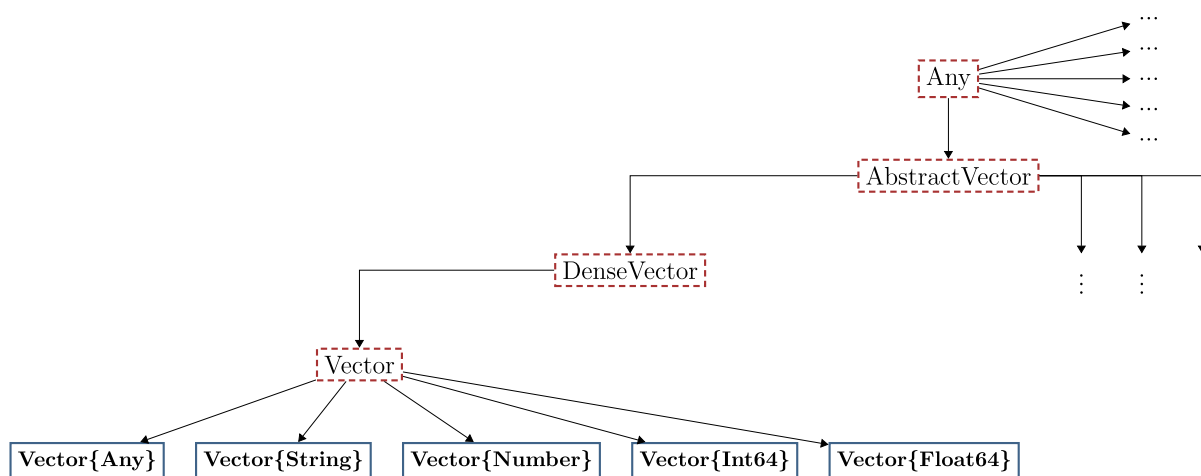 ...
...
Any
...
...
...
AbstractVector
DenseVector
⋮
⋮
Vector
Vector{Any}
Vector{String}
Vector{Number}
Vector{Int64}
Vector{Float64}